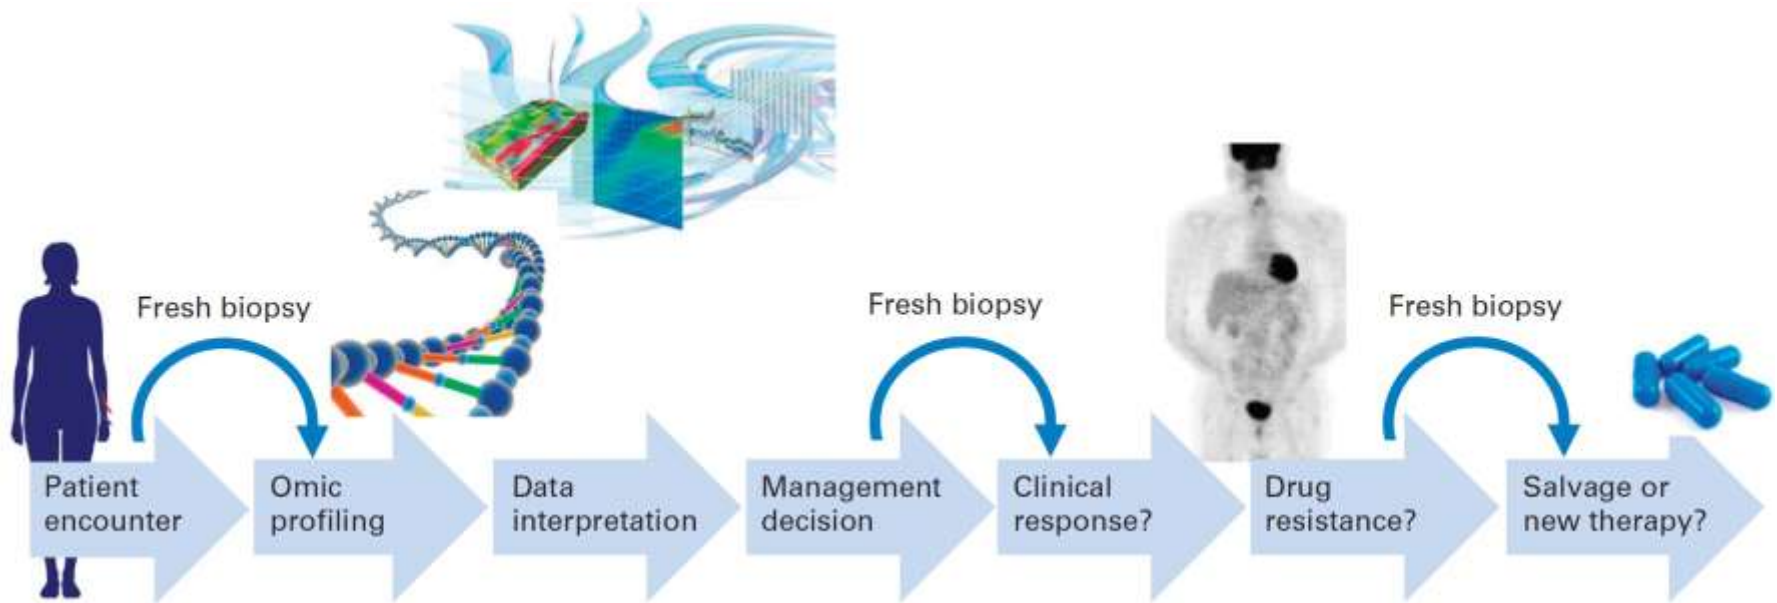 Fresh biopsy
Fresh biopsy
Fresh biopsy
Patient
encounter
Omic
profiling
Data
interpretation
Management
decision
Clinical
response?
Drug
resistance?
Salvage or
new therapy?